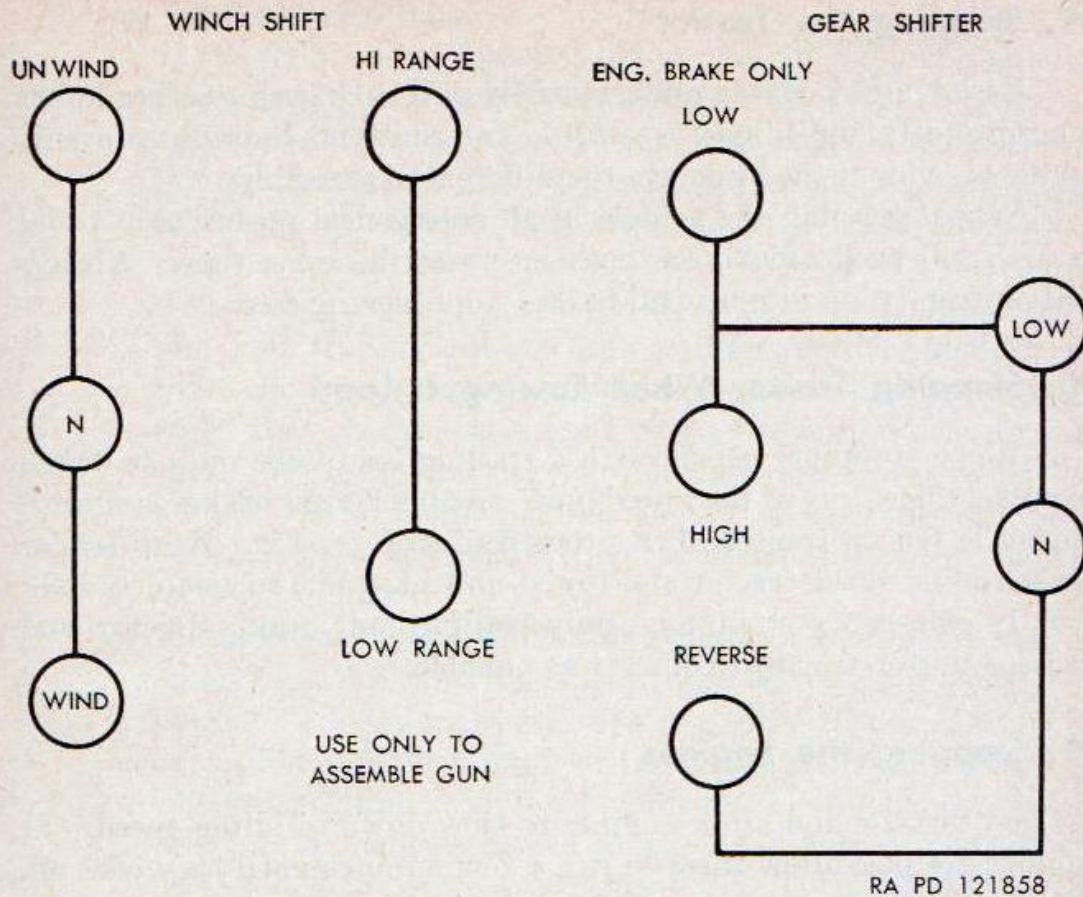 WINCH SHIFT
GEAR SHIFTER
UN WIND
HI RANGE
ENG. BRAKE ONLY
LOW
LOW
N
HIGH
N
LOW RANGE
REVERSE
WIND
USE ONLY TO
ASSEMBLE GUN
RA PD 121858